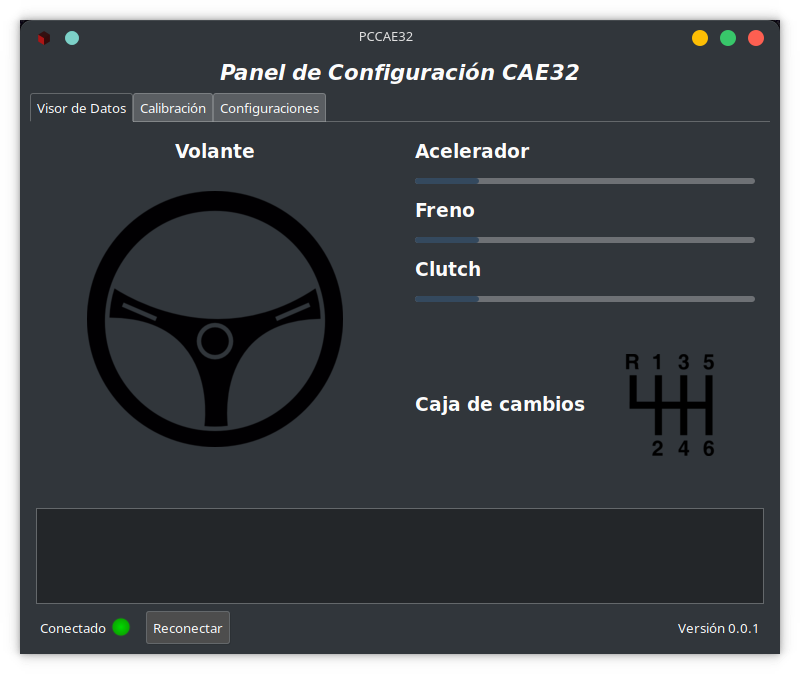 PCCAE32
Panel de Configuración CAE32
Visor de Datos Calibración Configuraciones
Volante
Acelerador
Freno
Clutch
R 1 3 5
Caja de cambios
2 4 6
Conectado Reconectar Versión 0.0.1